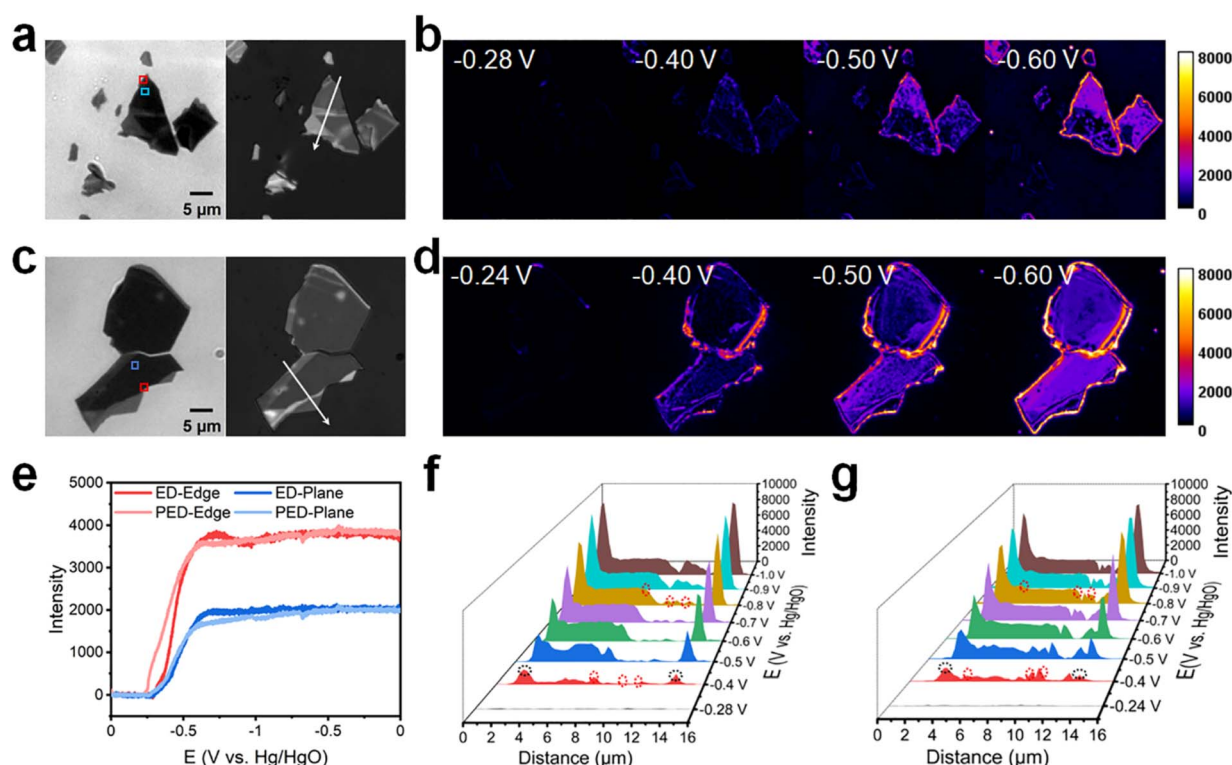 a
5 µm
b
-0.28 V
-0.40 V
-0.50 V
-0.60 V
8000
6000
4000
2000
0
c
5 µm
d
-0.24 V
-0.40 V
-0.50 V
-0.60 V
8000
6000
4000
2000
0
e
5000
4000
3000
2000
1000
0
Intensity
ED-Edge
ED-Plane
PED-Edge
PED-Plane
0
-0.5
-1
-0.5
0
E (V vs. Hg/HgO)
f
10000
8000
6000
4000
2000
0
Intensity
-1.0 V
-0.9 V
-0.8 V
-0.7 V
-0.6 V
-0.5 V
-0.4 V
-0.28 V
E (V vs. Hg/HgO)
0 2 4 6 8 10 12 14 16
Distance (µm)
g
10000
8000
6000
4000
2000
0
Intensity
-1.0 V
-0.9 V
-0.8 V
-0.7 V
-0.6 V
-0.5 V
-0.4 V
-0.24 V
E(V vs. Hg/HgO)
0 2 4 6 8 10 12 14 16
Distance (µm)